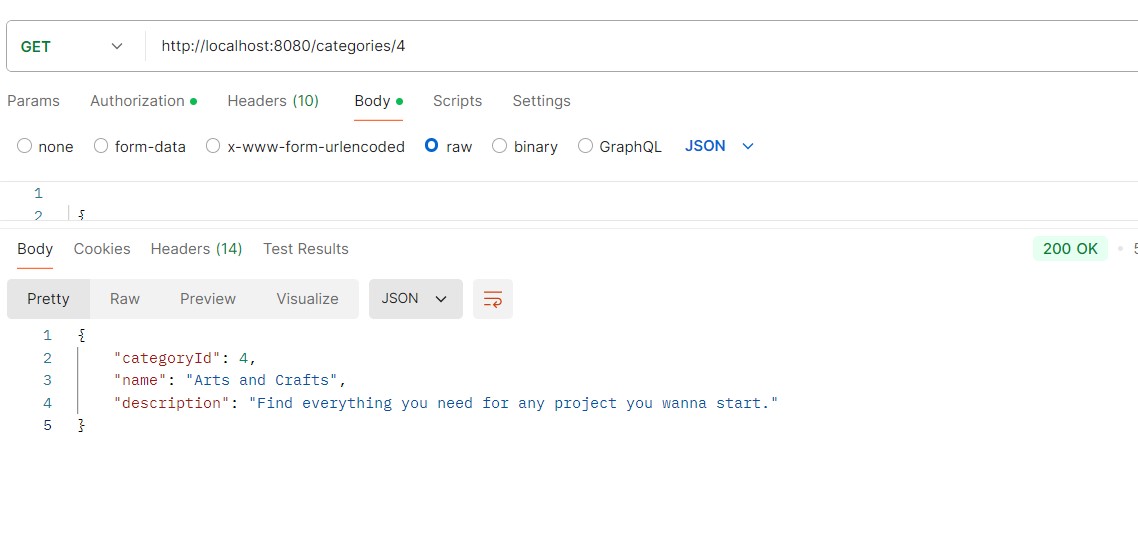 GET http://localhost:8080/categories/4
Params Authorization Headers (10) Body Scripts Settings
none form-data x-www-form-urlencoded raw binary GraphQL JSON
1
2 {
Body Cookies Headers (14) Test Results 200 OK
Pretty Raw Preview Visualize JSON
1 {
2 "categoryId": 4,
3 "name": "Arts and Crafts",
4 "description": "Find everything you need for any project you wanna start."
5 }